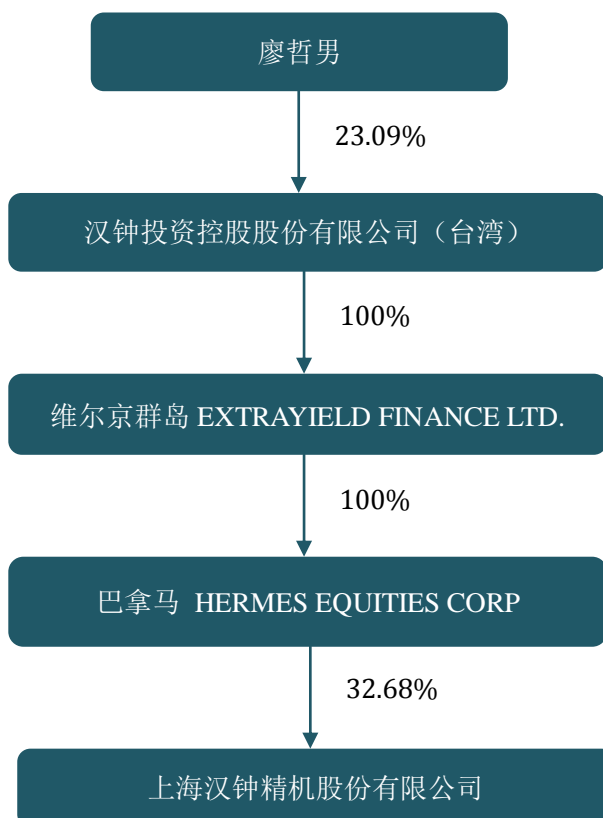 廖哲男
23.09%
汉钟投资控股股份有限公司（台湾）
100%
维尔京群岛 EXTRAYIELD FINANCE LTD.
100%
巴拿马 HERMES EQUITIES CORP
32.68%
上海汉钟精机股份有限公司